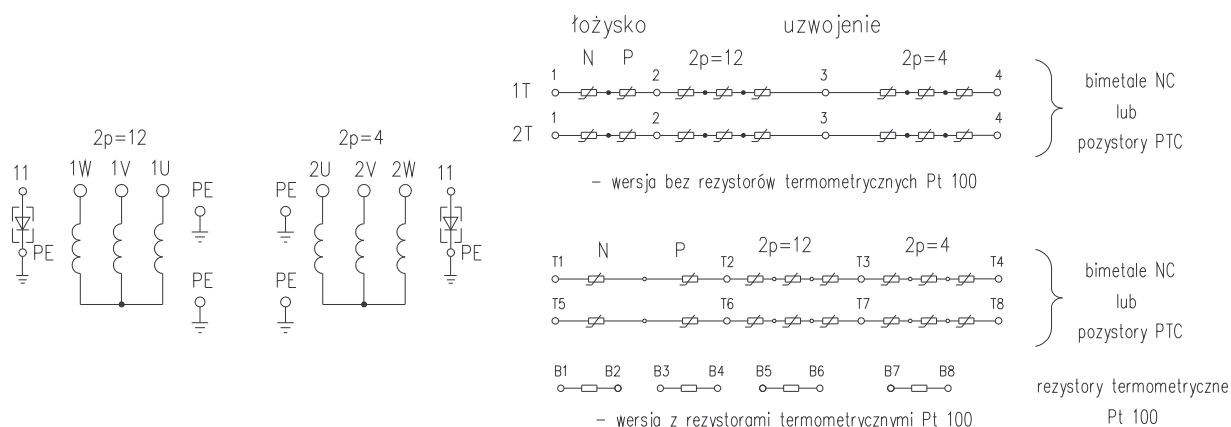 2p=12
11 1W 1V 1U PE
PE
PE
2p=4
PE 2U 2V 2W 11
PE
PE
łożysko uzwojenie
N P 2p=12 2p=4
1 2 3 4
1T
1 2 3 4
2T
bimetale NC
lub
pozystory PTC
– wersja bez rezystorów termometrycznych Pt 100
N P 2p=12 2p=4
T1 T2 T3 T4
T5 T6 T7 T8
bimetale NC
lub
pozystory PTC
B1 B2 B3 B4 B5 B6 B7 B8
rezystory termometryczne
Pt 100
– wersja z rezystorami termometrycznymi Pt 100